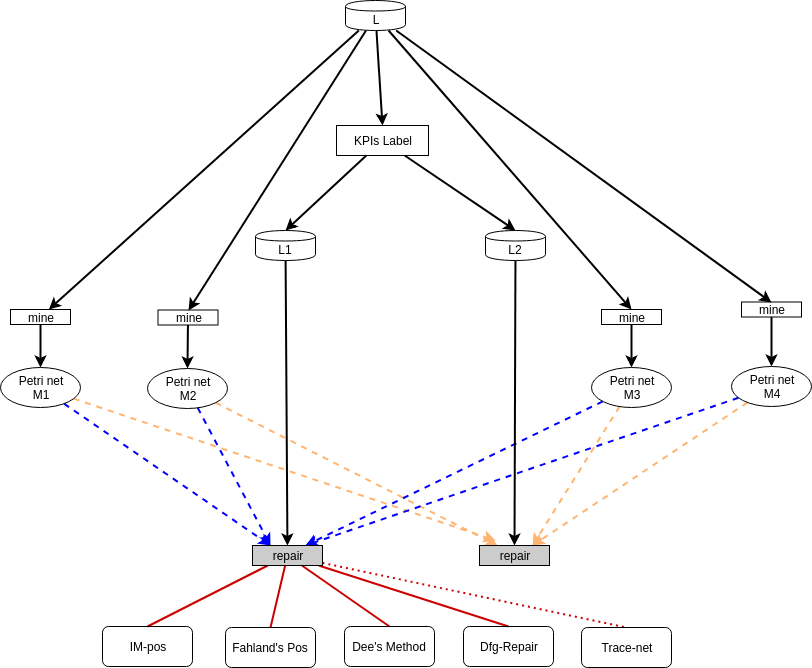 L
KPIs Label
L1
L2
mine
mine
mine
mine
Petri net
M1
Petri net
M2
Petri net
M3
Petri net
M4
repair
repair
IM-pos
Fahland's Pos
Dee's Method
Dfg-Repair
Trace-net